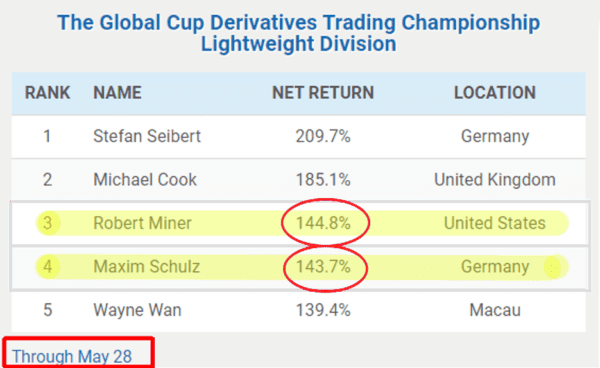 The Global Cup Derivatives Trading Championship
Lightweight Division
RANK NAME NET RETURN LOCATION
1 Stefan Seibert 209.7% Germany
2 Michael Cook 185.1% United Kingdom
3 Robert Miner 144.8% United States
4 Maxim Schulz 143.7% Germany
5 Wayne Wan 139.4% Macau
Through May 28